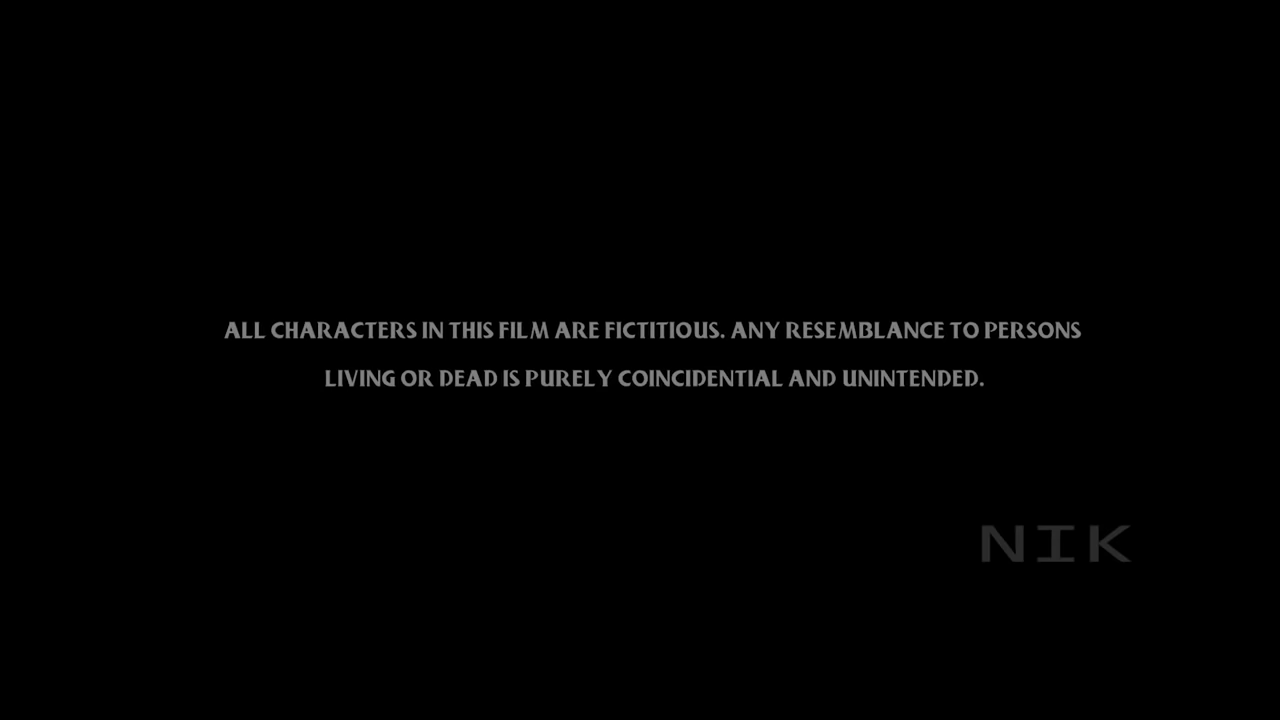 ALL CHARACTERS IN THIS FILM ARE FICTITIOUS. ANY RESEMBLANCE TO PERSONS
LIVING OR DEAD IS PURELY COINCIDENTIAL AND UNINTENDED.
NIK